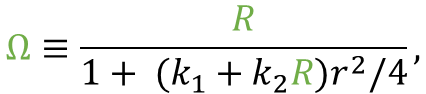 Ω ≡ R / 1 + (k₁ + k₂R)r²/4 ,